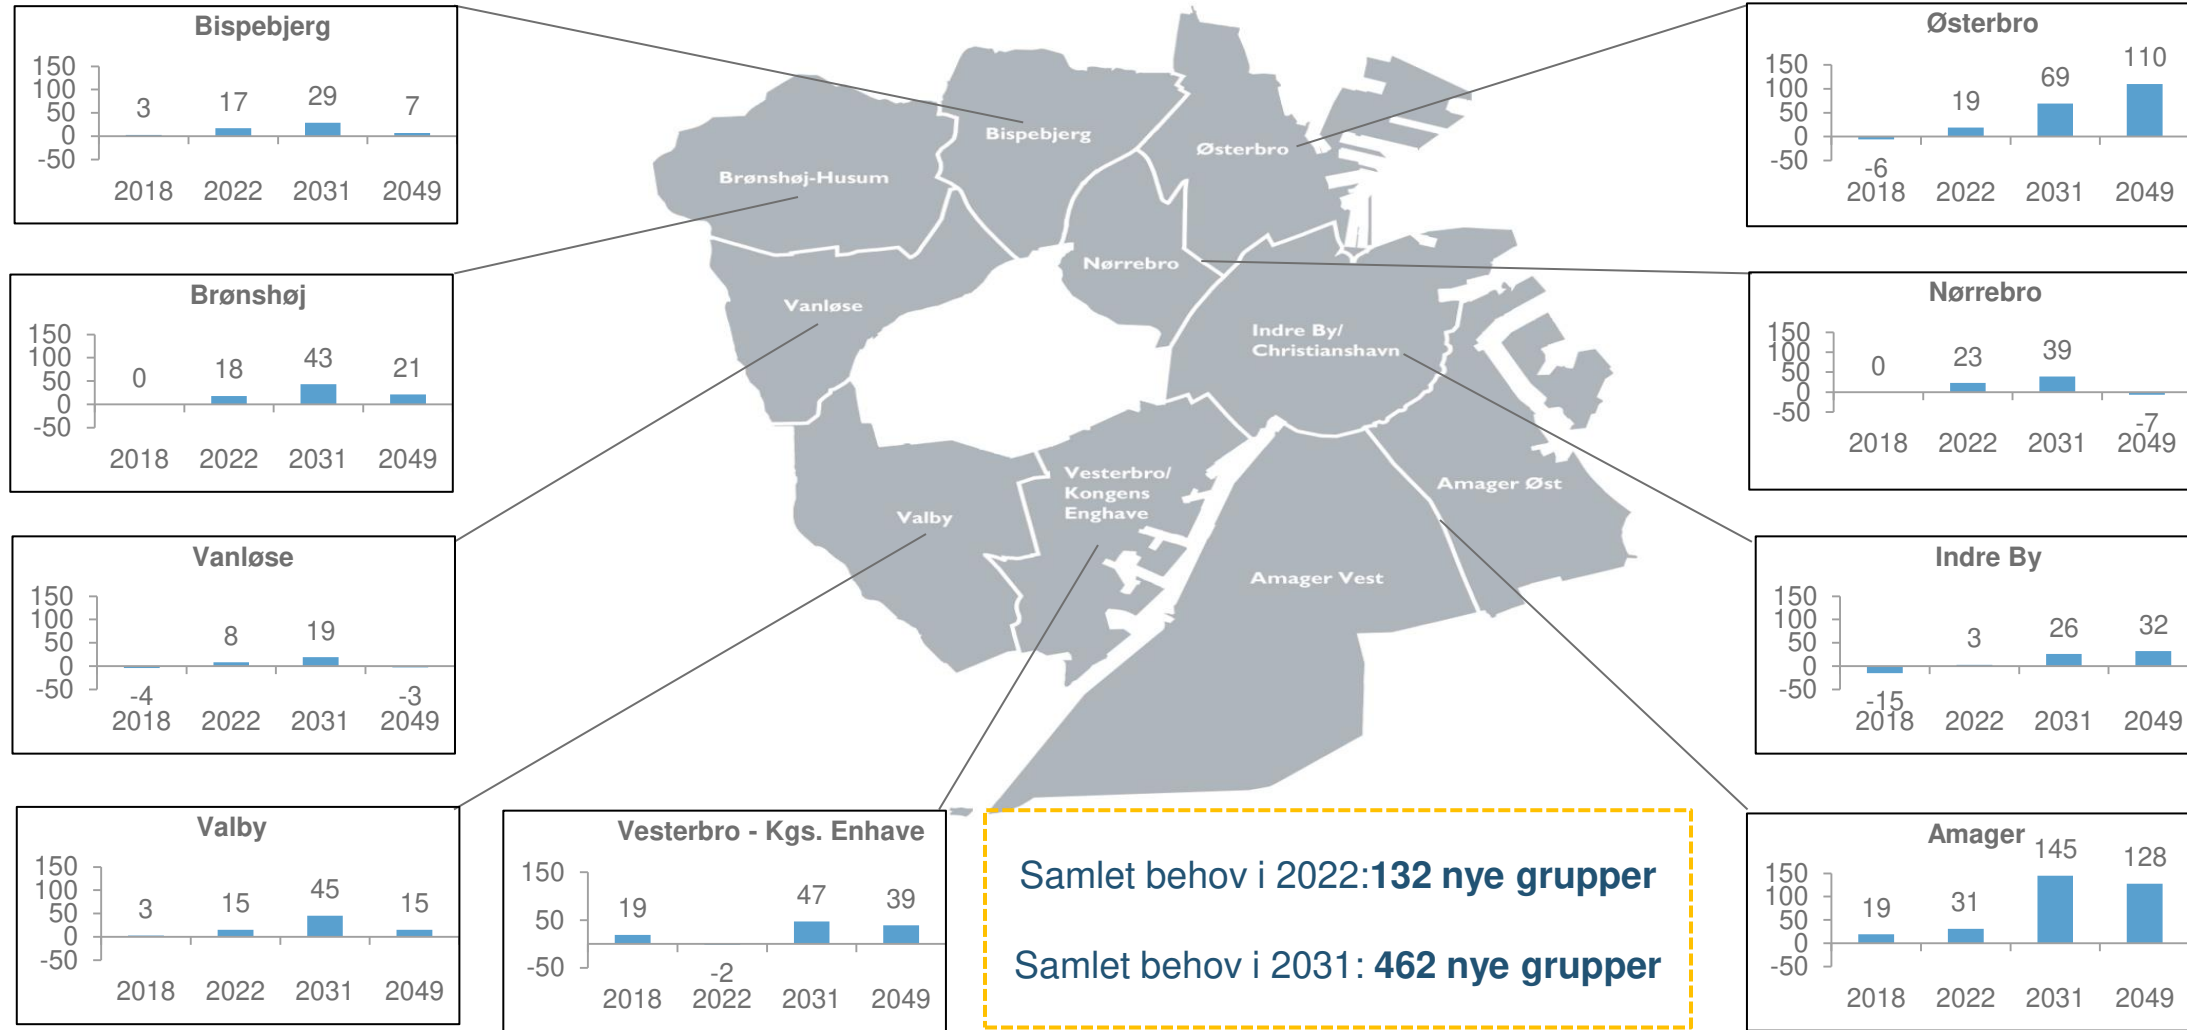 Bispebjerg
150
100
50
0
-50
3
17
29
7
2018 2022 2031 2049
Brønshøj
150
100
50
0
-50
0
18
43
21
2018 2022 2031 2049
Vanløse
150
100
50
0
-50
-4
8
19
-3
2018 2022 2031 2049
Valby
150
100
50
0
-50
3
15
45
15
2018 2022 2031 2049
Vesterbro - Kgs. Enhave
150
50
-50
19
-2
47
39
2018 2022 2031 2049
Bispebjerg
Østerbro
Brønshøj-Husum
Nørrebro
Vanløse
Indre By/
Christianshavn
Vesterbro/
Kongens
Enghave
Valby
Amager Øst
Amager Vest
Samlet behov i 2022:132 nye grupper
Samlet behov i 2031: 462 nye grupper
Østerbro
150
100
50
0
-50
-6
19
69
110
2018 2022 2031 2049
Nørrebro
150
100
50
0
-50
0
23
39
-7
2018 2022 2031 2049
Indre By
150
100
50
0
-50
-15
3
26
32
2018 2022 2031 2049
Amager
150
100
50
0
-50
19
31
145
128
2018 2022 2031 2049